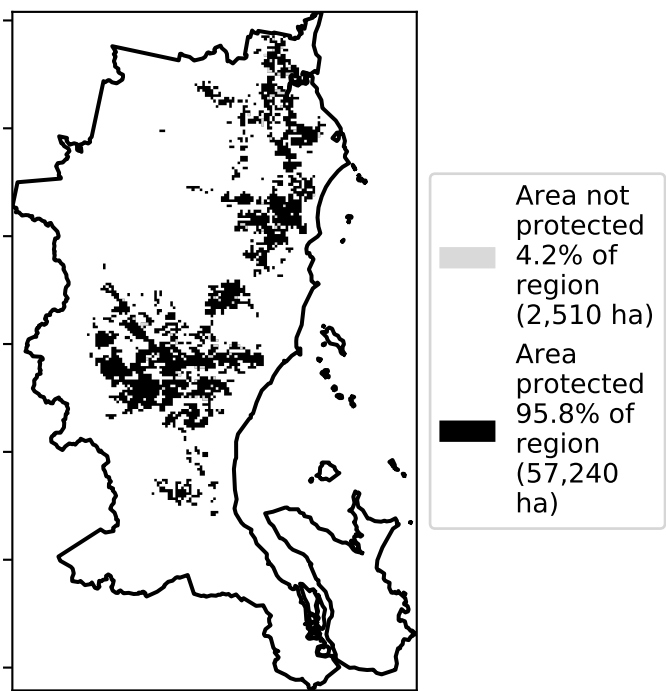 Area not
protected
4.2% of
region
(2,510 ha)
Area
protected
95.8% of
region
(57,240
ha)